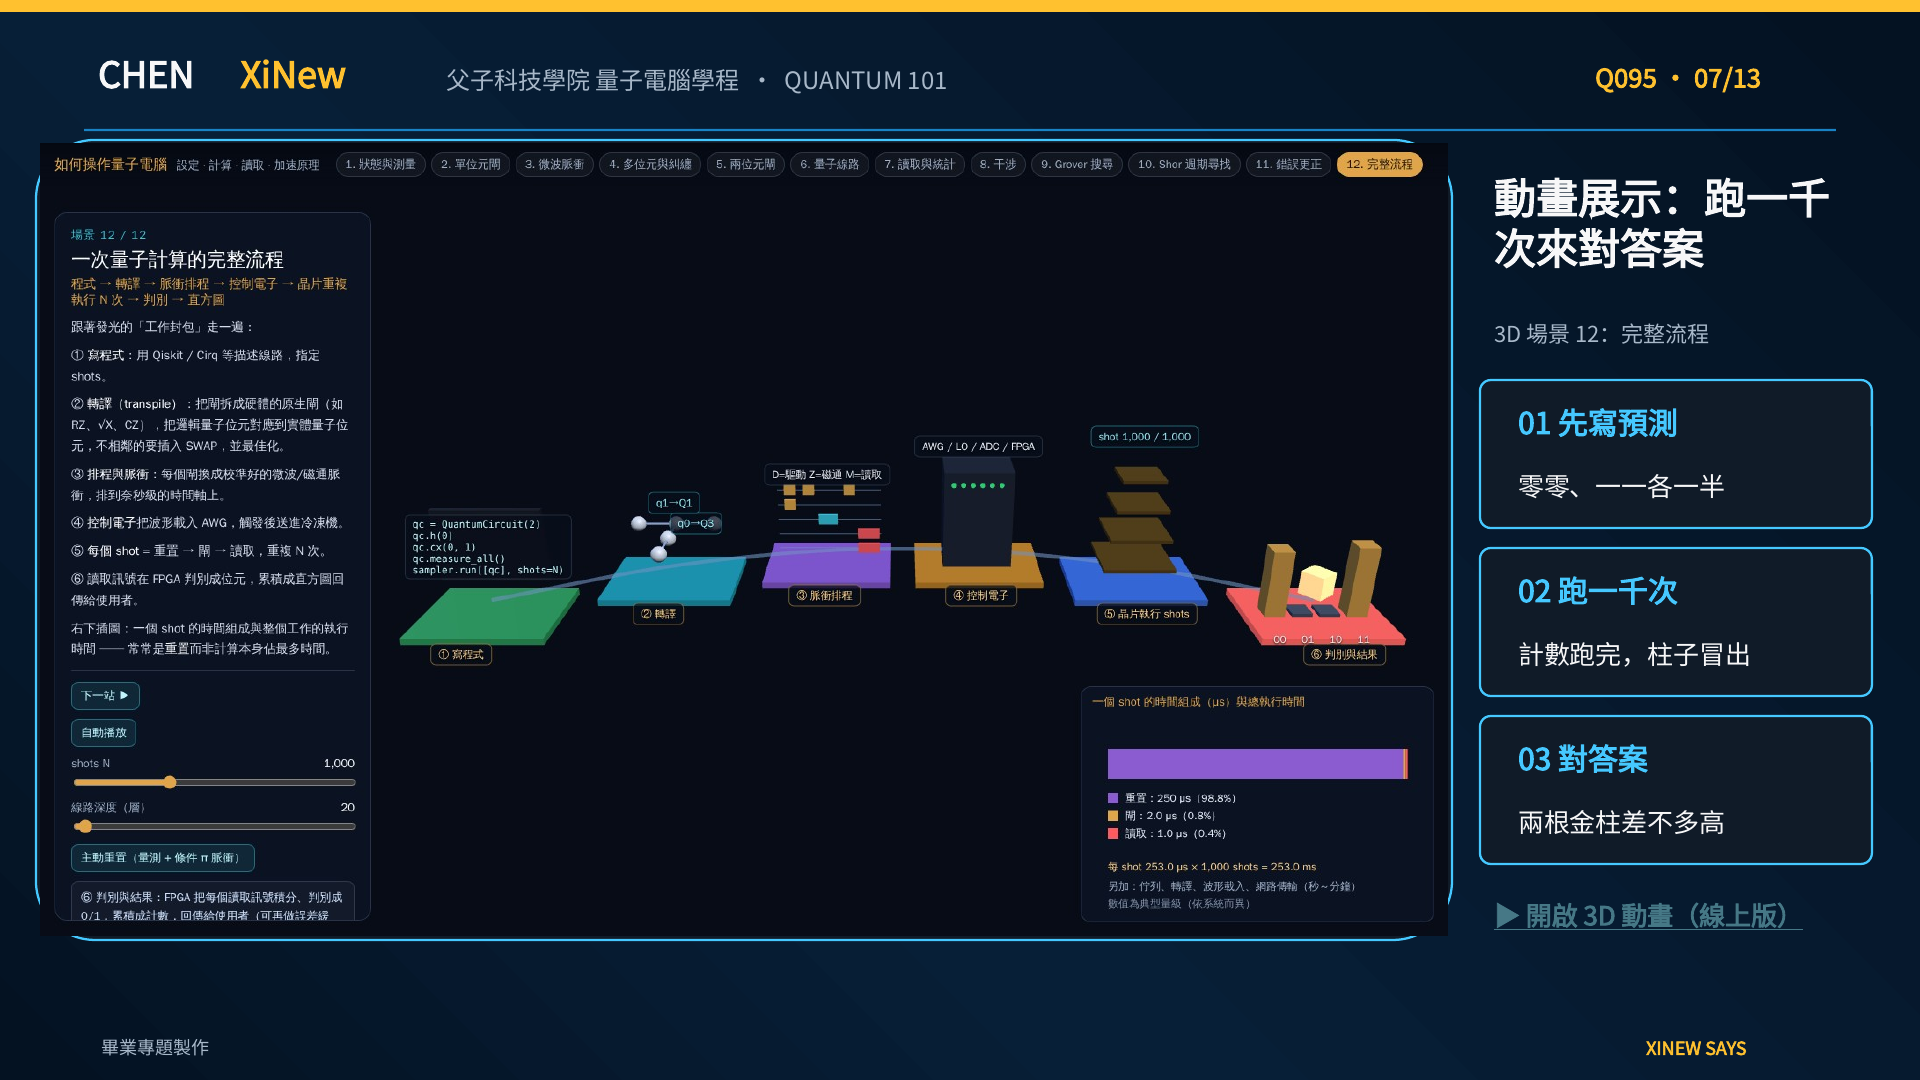 CHEN XiNew 父子科技學院 量子電腦學程 • QUANTUM 101 Q095 • 07/13
如何操作量子電腦 設定 · 計算 · 讀取 · 加速原理 1. 狀態與測量 2. 單位元閘 3. 微波脈衝 4. 多位元與糾纏 5. 兩位元閘 6. 量子線路 7. 讀取與統計 8. 干涉 9. Grover 搜尋 10. Shor 週期尋找 11. 錯誤更正 12. 完整流程
場景 12 / 12
一次量子計算的完整流程
程式 → 轉譯 → 脈衝排程 → 控制電子 → 晶片重複
執行 N 次 → 判別 → 直方圖
跟著發光的「工作封包」走一遍：
① 寫程式：用 Qiskit / Cirq 等描述線路，指定
shots。
② 轉譯（transpile）：把閘拆成硬體的原生閘（如
RZ、√X、CZ），把邏輯量子位元對應到實體量子位
元，不相鄰的要插入 SWAP，並最佳化。
③ 排程與脈衝：每個閘換成校準好的微波/磁通脈
衝，排到奈秒級的時間軸上。
④ 控制電子把波形載入 AWG，觸發後送進冷凍機。
⑤ 每個 shot = 重置 → 閘 → 讀取，重複 N 次。
⑥ 讀取訊號在 FPGA 判別成位元，累積成直方圖回
傳給使用者。
右下插圖：一個 shot 的時間組成與整個工作的執行
時間 —— 常常是重置而非計算本身佔最多時間。
下一站 ▶
自動播放
shots N 1,000
線路深度（層） 20
主動重置（量測 + 條件 π 脈衝）
⑥ 判別與結果：FPGA 把每個讀取訊號積分、判別成
0/1，累積成計數，回傳給使用者（可再做誤差緩
qc = QuantumCircuit(2)
qc.h(0)
qc.cx(0, 1)
qc.measure_all()
sampler.run([qc], shots=N)
① 寫程式
q1→Q1
q0→Q3
② 轉譯
D=驅動 Z=磁通 M=讀取
③ 脈衝排程
AWG / LO / ADC / FPGA
④ 控制電子
shot 1,000 / 1,000
⑤ 晶片執行 shots
00 01 10 11
⑥ 判別與結果
一個 shot 的時間組成（μs）與總執行時間
重置：250 μs（98.8%）
閘：2.0 μs（0.8%）
讀取：1.0 μs（0.4%）
每 shot 253.0 μs × 1,000 shots = 253.0 ms
另加：佇列、轉譯、波形載入、網路傳輸（秒～分鐘）
數值為典型量級（依系統而異）
動畫展示：跑一千
次來對答案
3D 場景 12：完整流程
01 先寫預測
零零、一一各一半
02 跑一千次
計數跑完，柱子冒出
03 對答案
兩根金柱差不多高
▶ 開啟 3D 動畫（線上版）
畢業專題製作
XINEW SAYS